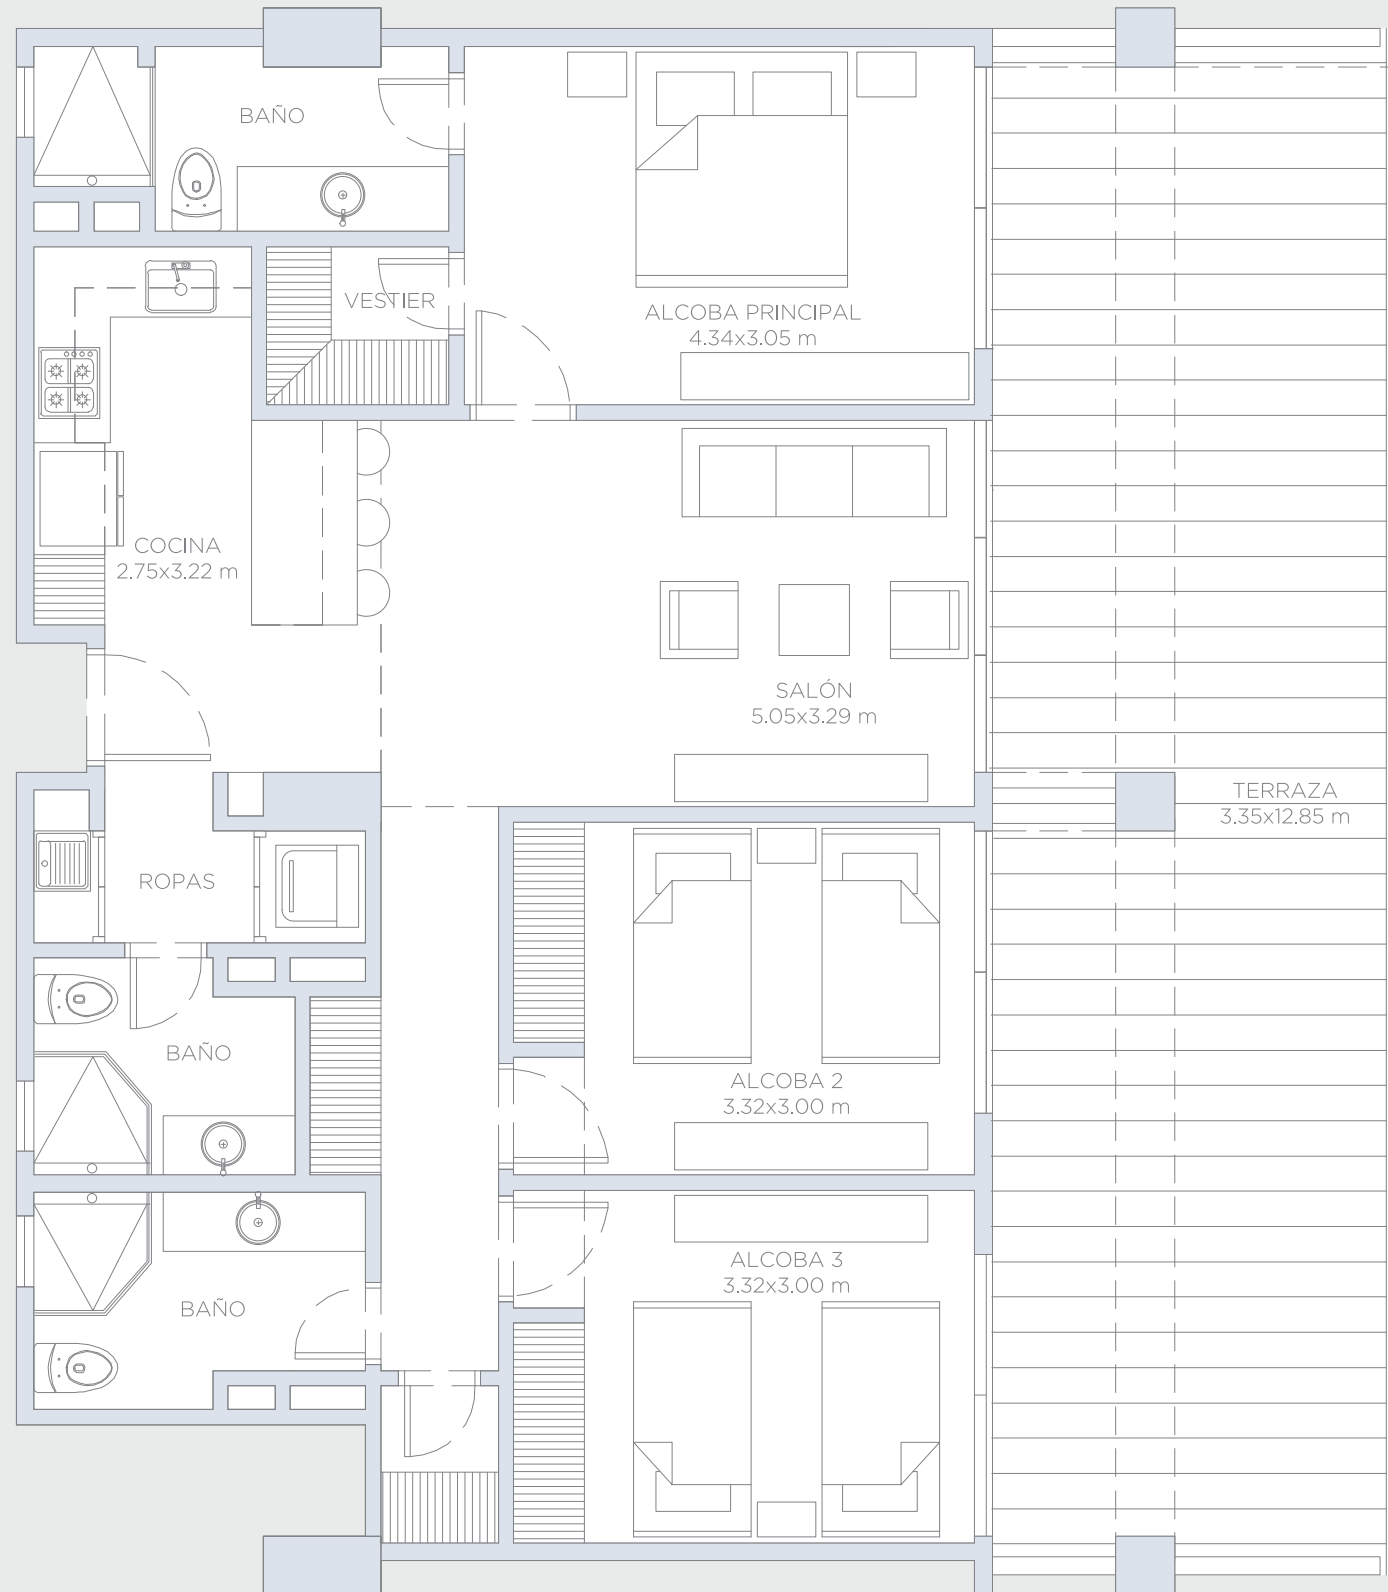 BAÑO
VESTIER
ALCOBA PRINCIPAL
4.34x3.05 m
COCINA
2.75x3.22 m
SALÓN
5.05x3.29 m
TERRAZA
3.35x12.85 m
ROPAS
BAÑO
ALCOBA 2
3.32x3.00 m
ALCOBA 3
3.32x3.00 m
BAÑO